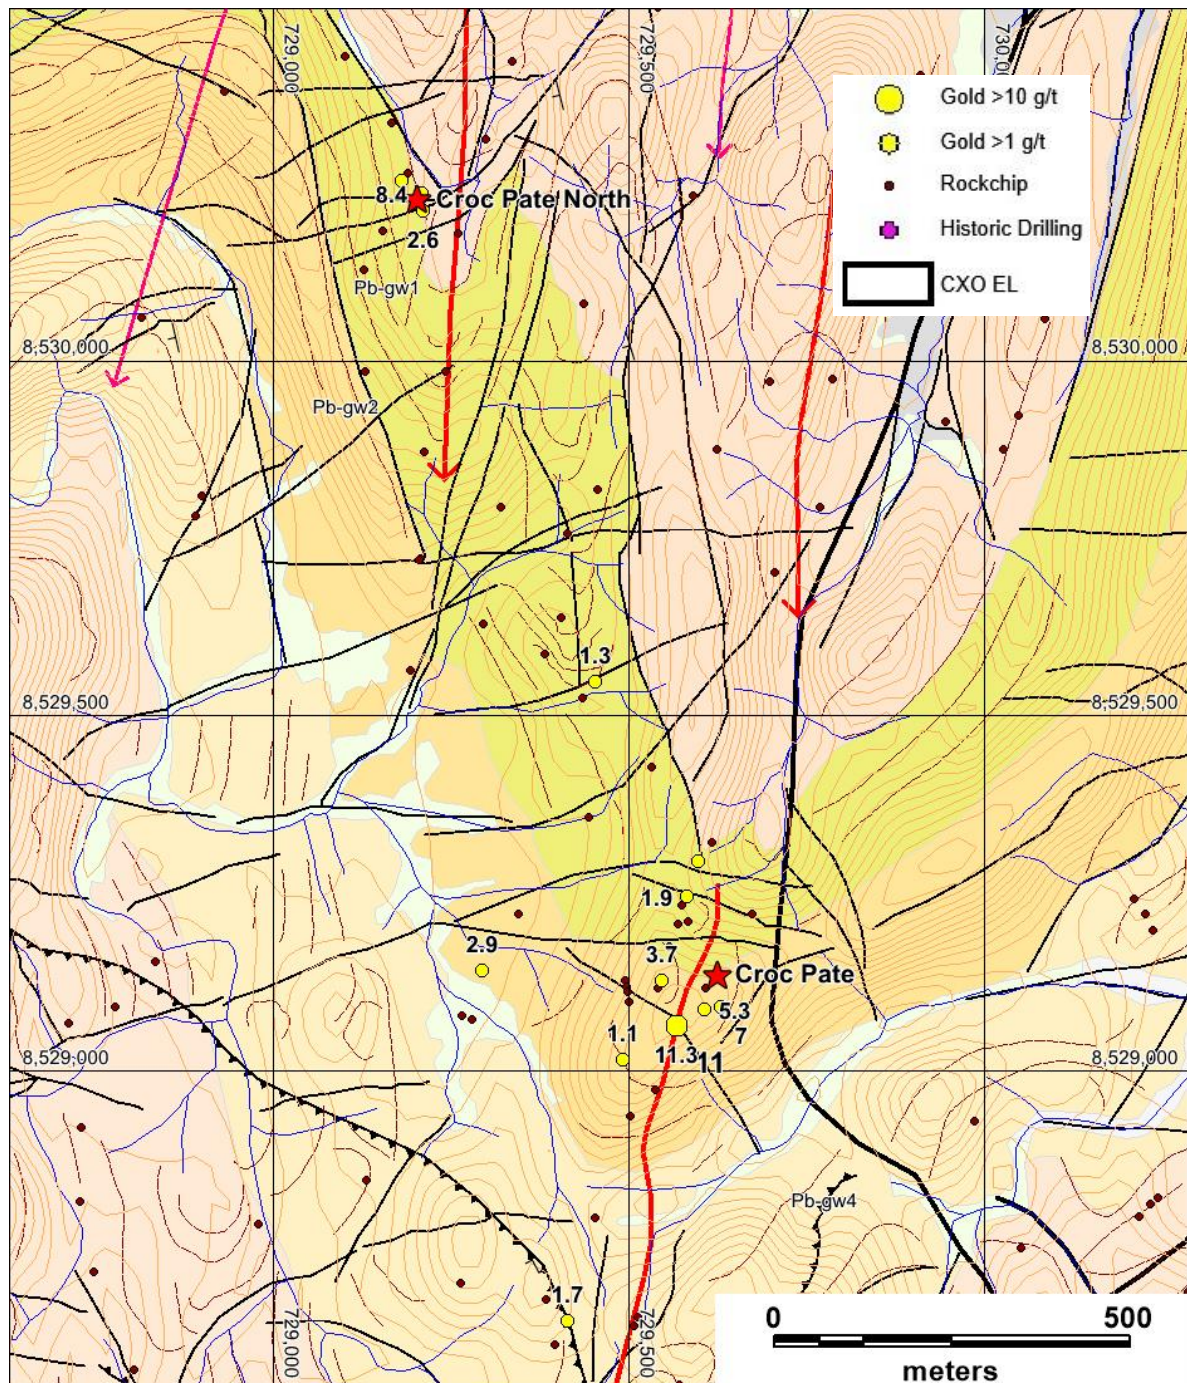 729,000
729,500
730,00
Gold >10 g/t
Gold >1 g/t
Rockchip
Historic Drilling
CXO EL
8.4
Croc Pate North
2.6
Pb-gw1
8,530,000
8,530,000
Pb-gw2
1.3
8,529,500
8,529,500
1.9
2.9
3.7
Croc Pate
5.3
7
1.1
11.3
11
8,529,000
8,529,000
Pb-gw4
1.7
729,000
729,500
0 500
meters